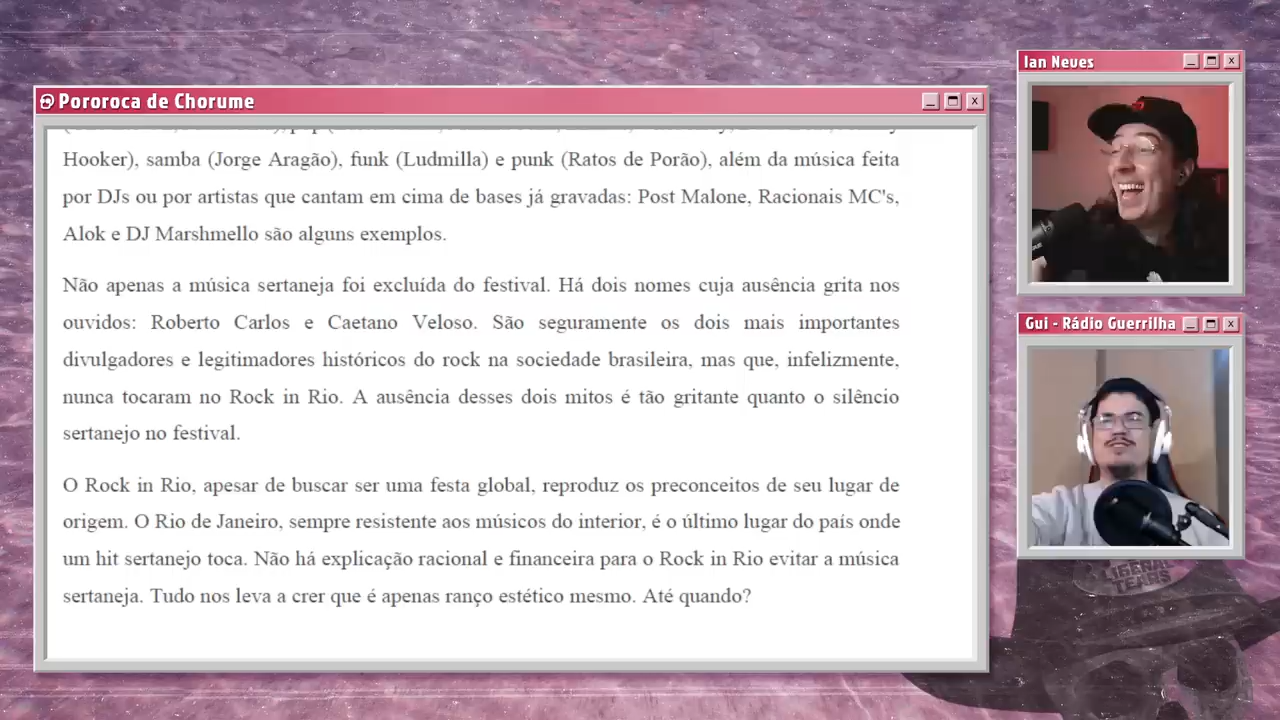 Pororoca de Chorume
Hooker), samba (Jorge Aragão), funk (Ludmilla) e punk (Ratos de Porão), além da música feita
por DJs ou por artistas que cantam em cima de bases já gravadas: Post Malone, Racionais MC's,
Alok e DJ Marshmello são alguns exemplos.
Não apenas a música sertaneja foi excluída do festival. Há dois nomes cuja ausência grita nos
ouvidos: Roberto Carlos e Caetano Veloso. São seguramente os dois mais importantes
divulgadores e legitimadores históricos do rock na sociedade brasileira, mas que, infelizmente,
nunca tocaram no Rock in Rio. A ausência desses dois mitos é tão gritante quanto o silêncio
sertanejo no festival.
O Rock in Rio, apesar de buscar ser uma festa global, reproduz os preconceitos de seu lugar de
origem. O Rio de Janeiro, sempre resistente aos músicos do interior, é o último lugar do país onde
um hit sertanejo toca. Não há explicação racional e financeira para o Rock in Rio evitar a música
sertaneja. Tudo nos leva a crer que é apenas ranço estético mesmo. Até quando?
Ian Neves
Gui - Rádio Guerrilha
LIBERAL
TEARS